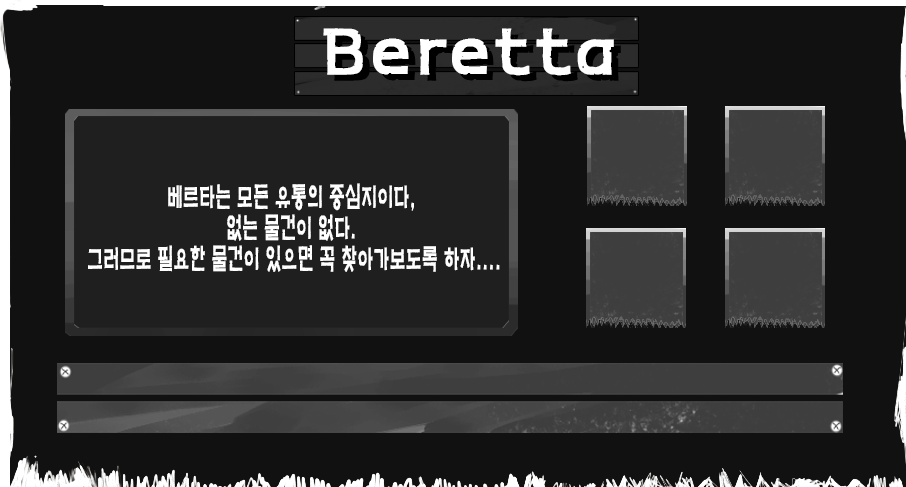 Beretta
베르타는 모든 유통의 중심지이다,
없는 물건이 없다.
그러므로 필요한 물건이 있으면 꼭 찾아가보도록 하자....